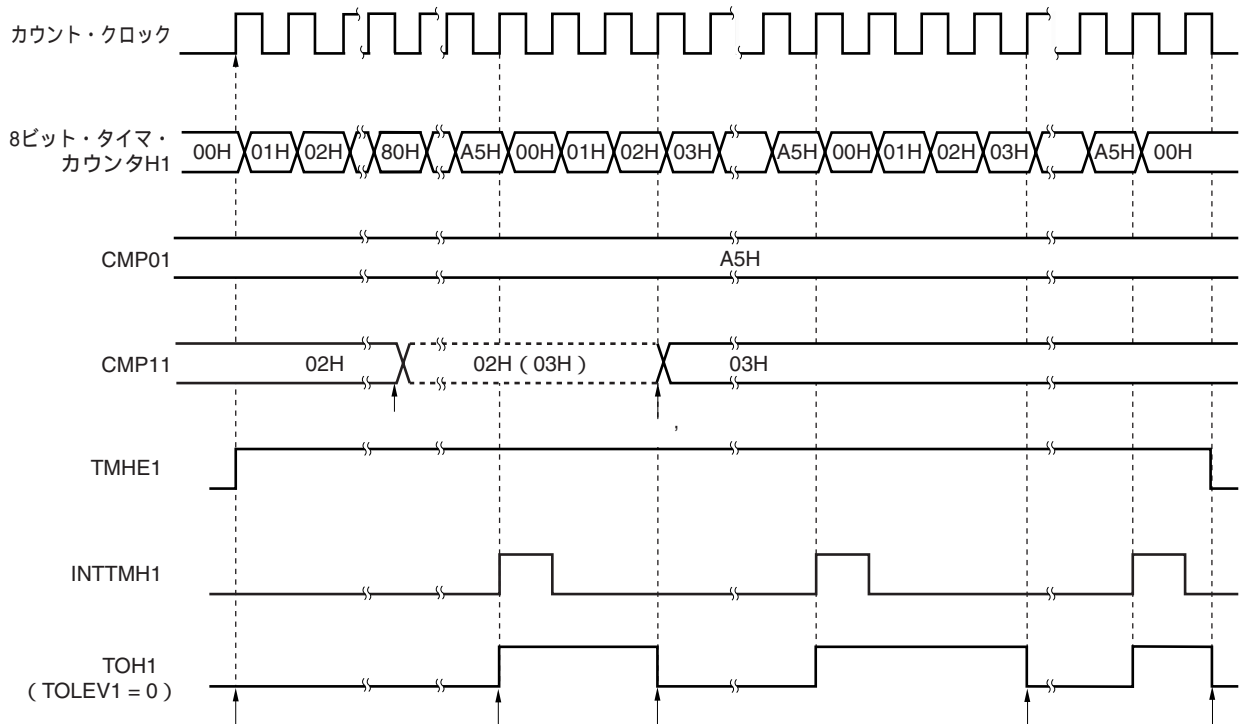 カウント・クロック
8ビット・タイマ・
カウンタH1
00H 01H 02H 80H A5H 00H 01H 02H 03H A5H 00H 01H 02H 03H A5H 00H
CMP01
A5H
CMP11
02H
02H（03H）
03H
,
TMHE1
INTTMH1
TOH1
（TOLEV1 = 0）